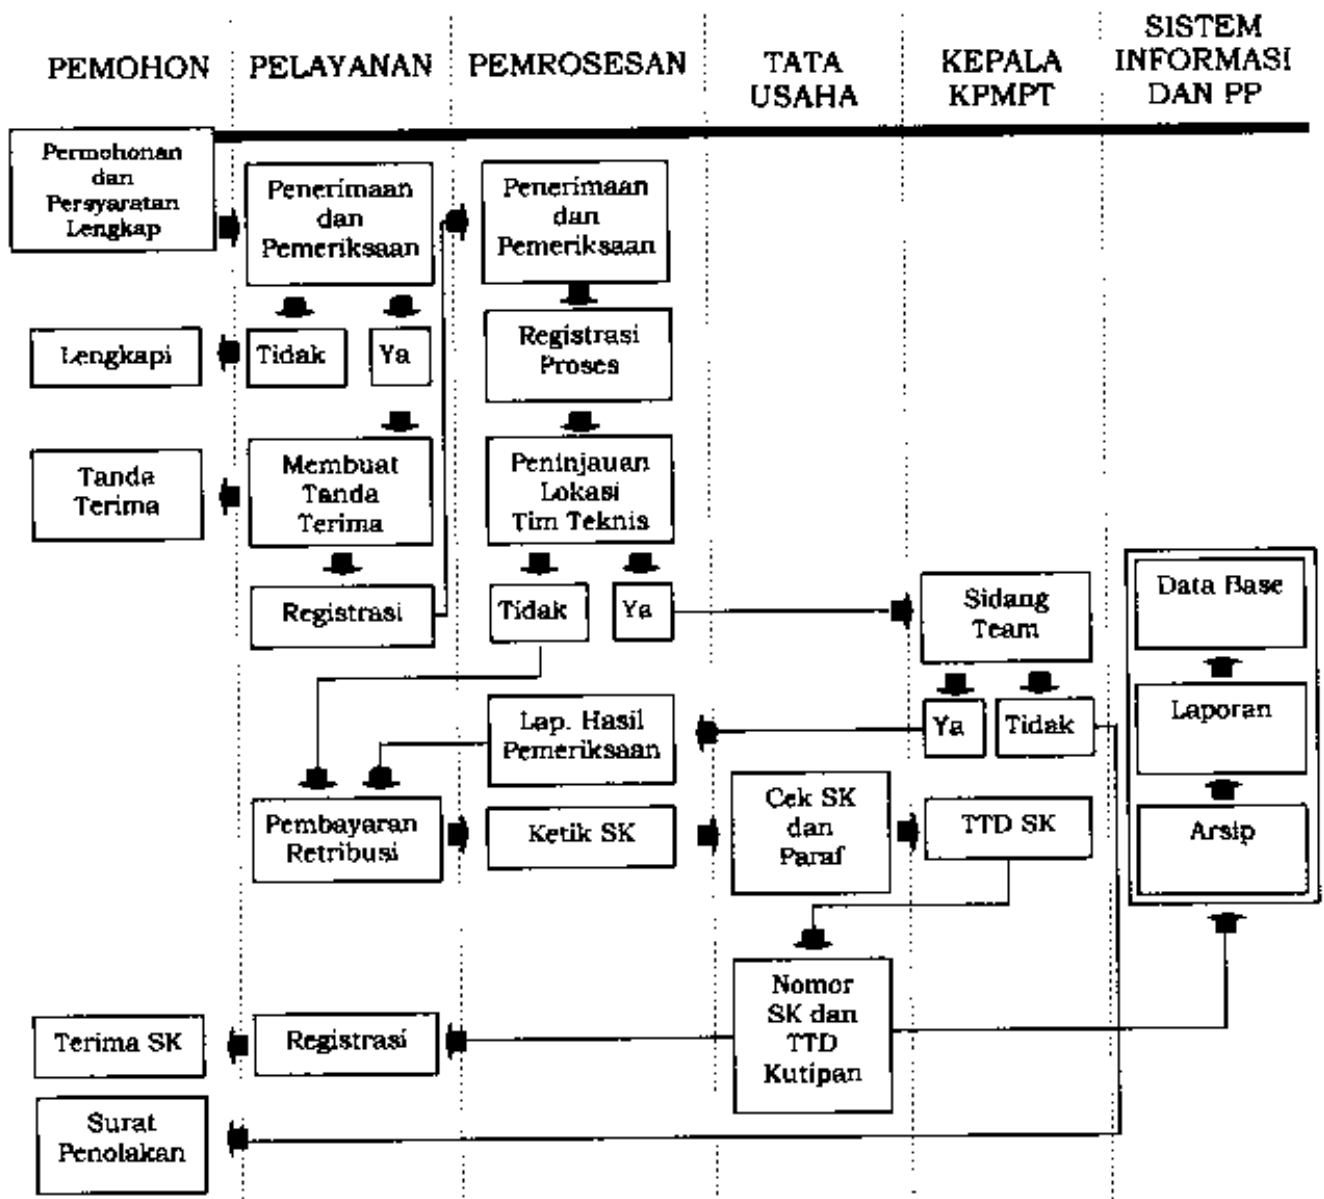 PEMOHON
PELAYANAN
PEMROSESAN
TATA
USAHA
KEPALA
KPMPT
SISTEM
INFORMASI
DAN PP
Permohonan
dan
Persyaratan
Lengkap
Penerimaan
dan
Pemeriksaan
Penerimaan
dan
Pemeriksaan
Lengkapi
Tidak
Ya
Registrasi
Proses
Tanda
Terima
Membuat
Tanda
Terima
Peninjauan
Lokasi
Tim Teknis
Registrasi
Tidak
Ya
Sidang
Team
Data Base
Lap. Hasil
Pemeriksaan
Ya
Tidak
Laporan
Pembayaran
Retribusi
Ketik SK
Cek SK
dan
Paraf
TTD SK
Arsip
Terima SK
Registrasi
Nomor
SK dan
TTD
Kutipan
Surat
Penolakan